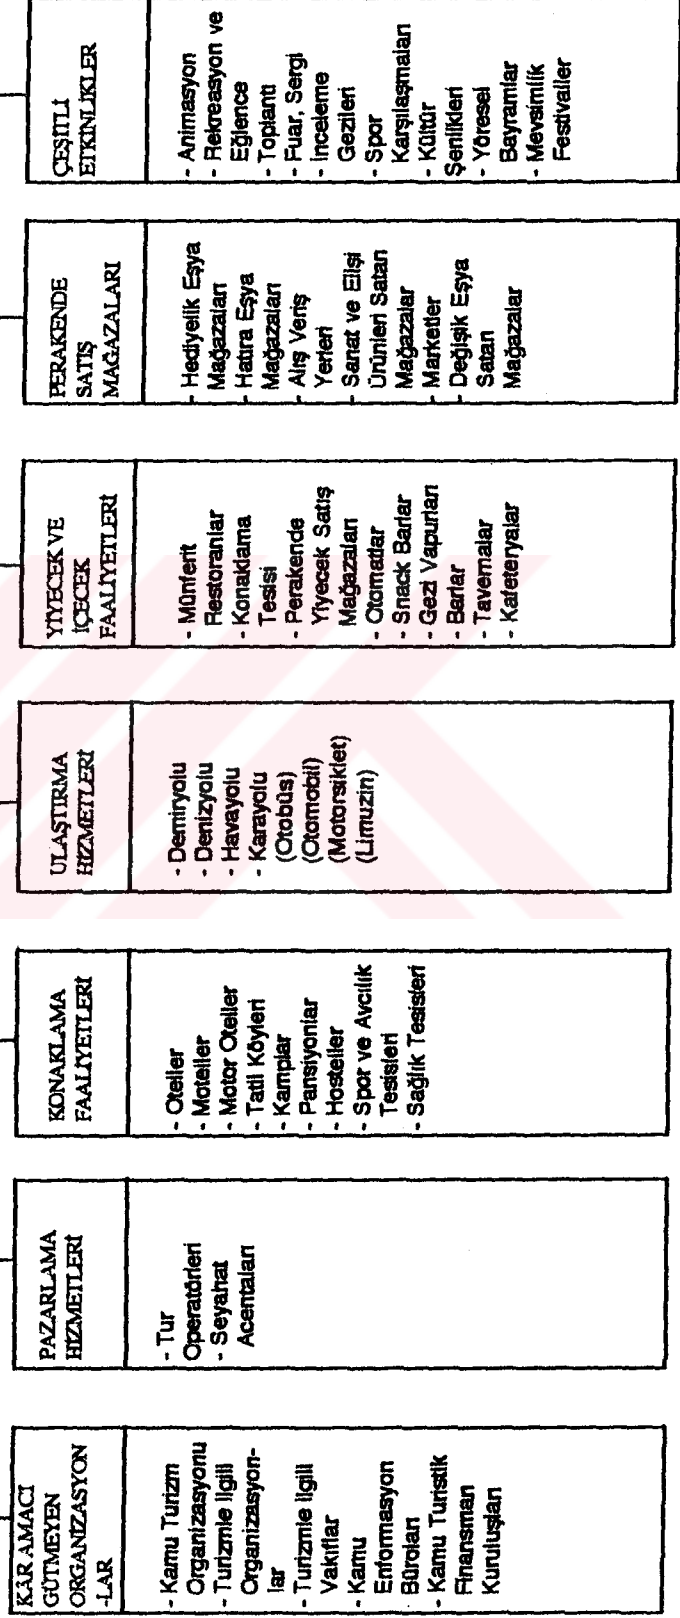 KÂR AMACI
GÜTMEYEN
ORGANİZASYON
-LAR
- Kamu Turizm
Organizasyonu
- Turizmle İlgili
Organizasyon-
lar
- Turizmle İlgili
Vakıflar
- Kamu
Enformasyon
Büroları
- Kamu Turistik
Finansman
Kuruluşları
PAZARLAMA
HİZMETLERİ
- Tur
Operatörleri
- Seyahat
Acentaları
KONAKLAMA
FAALİYETLERİ
- Oteller
- Moteller
- Motor Oteller
- Tatil Köyleri
- Kamplar
- Pansiyonlar
- Hosteller
- Spor ve Avcılık
Tesisleri
- Sağlık Tesisleri
ULAŞTIRMA
HİZMETLERİ
- Demiryolu
- Denizyolu
- Havayolu
- Karayolu
(Otobüs)
(Otomobil)
(Motorsiklet)
(Limuzin)
YİYECEK VE
İÇECEK
FAALİYETLERİ
- Münferit
Restoranlar
- Konaklama
Tesisi
- Perakende
Yiyecek Satış
Mağazaları
- Otomatlar
- Snack Barlar
- Gezi Vapurları
- Barlar
- Tavernalar
- Kafeteryalar
PERAKENDE
SATIŞ
MAĞAZALARI
- Hediyelik Eşya
Mağazaları
- Hatıra Eşya
Mağazaları
- Alış Veriş
Yerleri
- Sanat ve Elişi
Ürünleri Satan
Mağazalar
- Marketler
- Değişik Eşya
Satan
Mağazalar
ÇEŞİTLİ
ETKİNLİKLER
- Animasyon
- Rekreasyon ve
Eğlence
- Toplantı
- Fuar, Sergi
- İnceleme
Gezileri
- Spor
Karşılaşmaları
- Kültür
Şenlikleri
- Yöresel
Bayramlar
- Mevsimlik
Festivaller